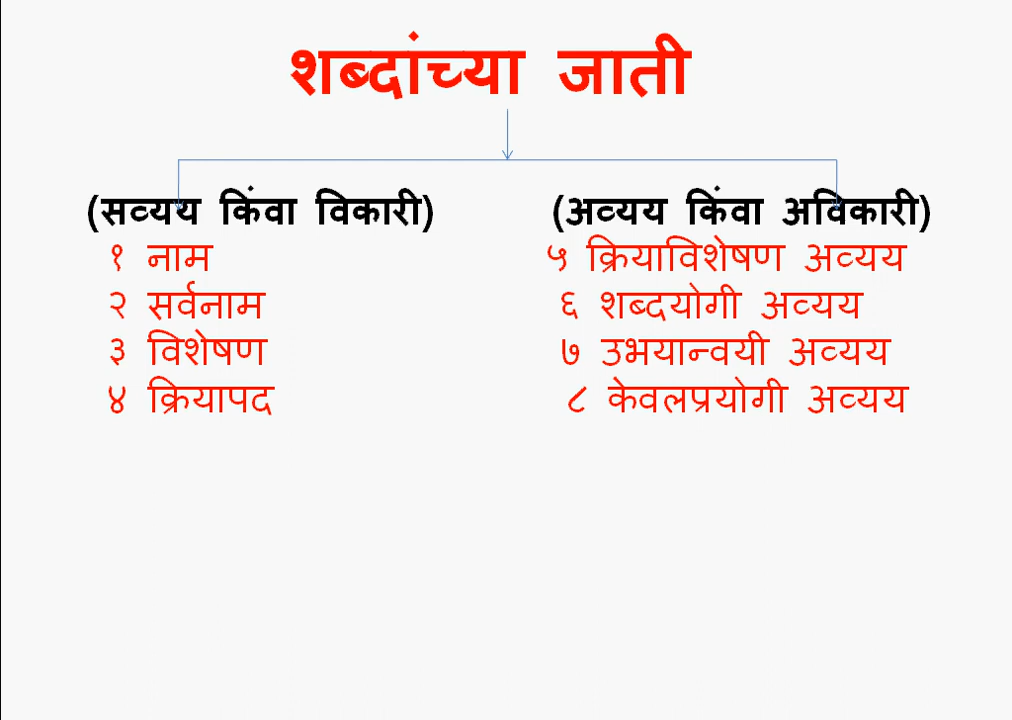 शब्दांच्या जाती
(सव्यय किंवा विकारी)
१ नाम
२ सर्वनाम
३ विशेषण
४ क्रियापद
(अव्यय किंवा अविकारी)
५ क्रियाविशेषण अव्यय
६ शब्दयोगी अव्यय
७ उभयान्वयी अव्यय
८ केवलप्रयोगी अव्यय